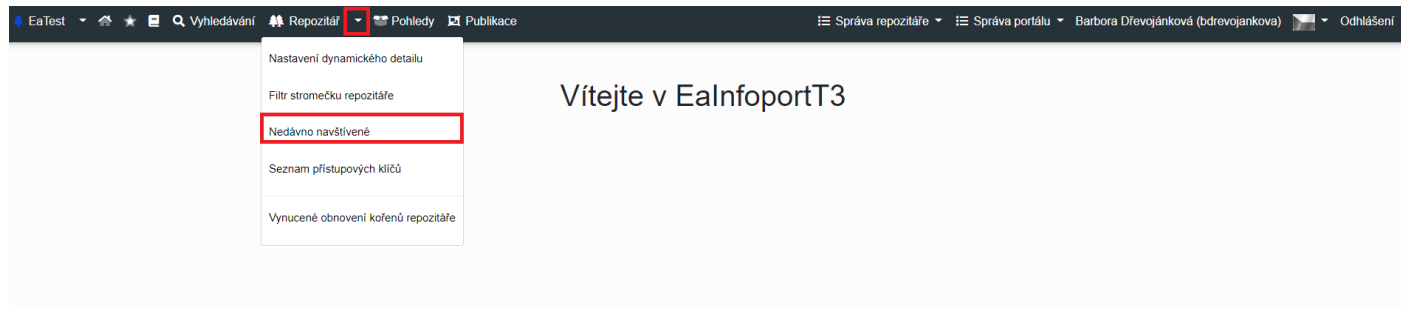 EaTest Vyhledávání Repozitář Pohledy Publikace Správa repozitáře Správa portálu Barbora Dřevojánková (bdrevojankova) Odhlášení
Nastavení dynamického detailu
Filtr stromečku repozitáře
Vítejte v EaInfoportT3
Nedávno navštívené
Seznam přístupových klíčů
Vynucené obnovení kořenů repozitáře